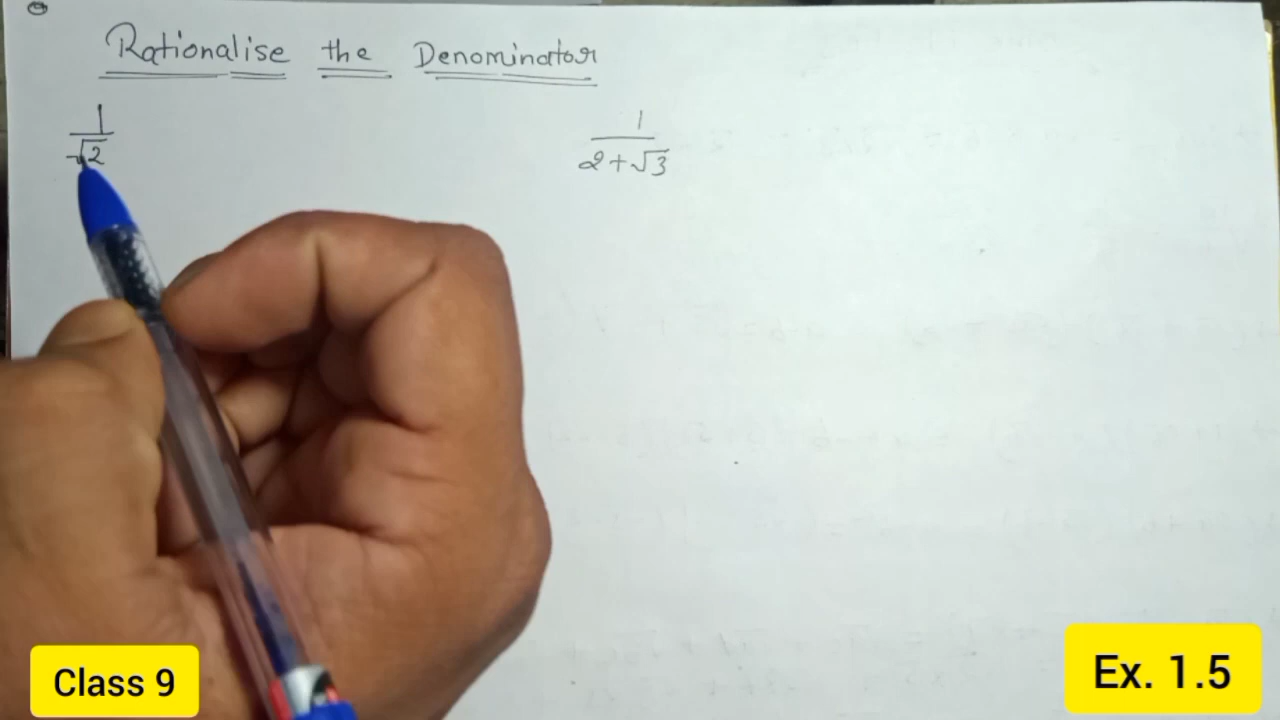 Rationalise the Denominator
1/√2
1/2+√3
Class 9
Ex. 1.5